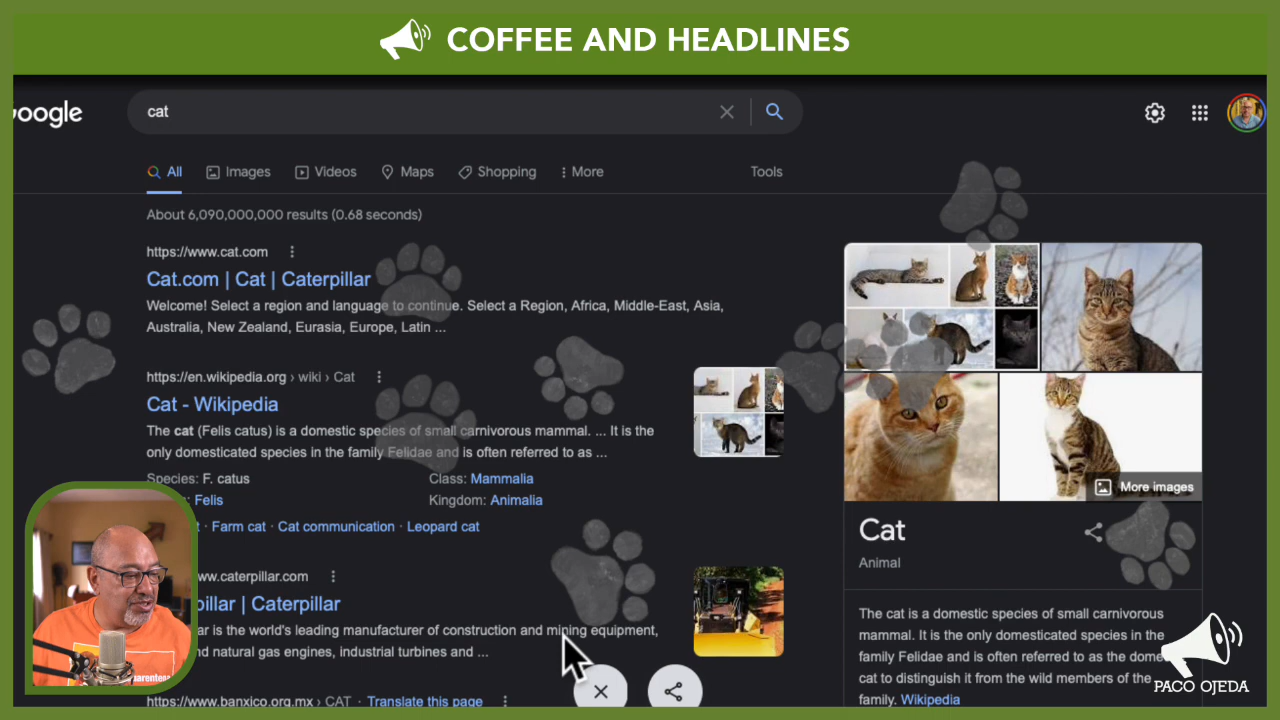 COFFEE AND HEADLINES
Google
cat
All Images Videos Maps Shopping More Tools
About 6,090,000,000 results (0.68 seconds)
https://www.cat.com
Cat.com | Cat | Caterpillar
Welcome! Select a region and language to continue. Select a Region, Africa, Middle-East, Asia,
Australia, New Zealand, Eurasia, Europe, Latin ...
https://en.wikipedia.org › wiki › Cat
Cat - Wikipedia
The cat (Felis catus) is a domestic species of small carnivorous mammal. ... It is the
only domesticated species in the family Felidae and is often referred to as ...
Species: F. catus Class: Mammalia
: Felis Kingdom: Animalia
· Farm cat · Cat communication · Leopard cat
ww.caterpillar.com
pillar | Caterpillar
ar is the world's leading manufacturer of construction and mining equipment,
nd natural gas engines, industrial turbines and ...
https://www.banxico.org.mx › CAT · Translate this page
More images
Cat
Animal
The cat is a domestic species of small carnivorous
mammal. It is the only domesticated species in the
family Felidae and is often referred to as the dome
cat to distinguish it from the wild members of the
family. Wikipedia
PACO OJEDA